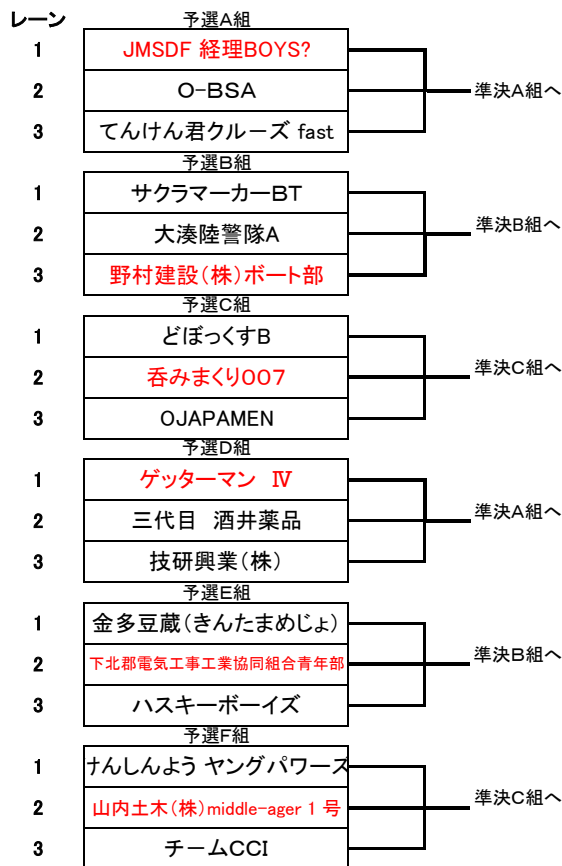 レーン 予選A組
1 JMSDF 経理BOYS?
2 O-BSA 準決A組へ
3 てんけん君クルーズ fast
予選B組
1 サクラマーカーBT
2 大湊陸警隊A 準決B組へ
3 野村建設（株）ボート部
予選C組
1 どぼっくすB
2 呑みまくり007 準決C組へ
3 OJAPAMEN
予選D組
1 ゲッターマン Ⅳ
2 三代目 酒井薬品 準決A組へ
3 技研興業（株）
予選E組
1 金多豆蔵（きんたまめじょ）
2 下北郡電気工事工業協同組合青年部 準決B組へ
3 ハスキーボーイズ
予選F組
1 けんしんよう ヤングパワーズ
2 山内土木（株）middle-ager 1 号 準決C組へ
3 チームCCI